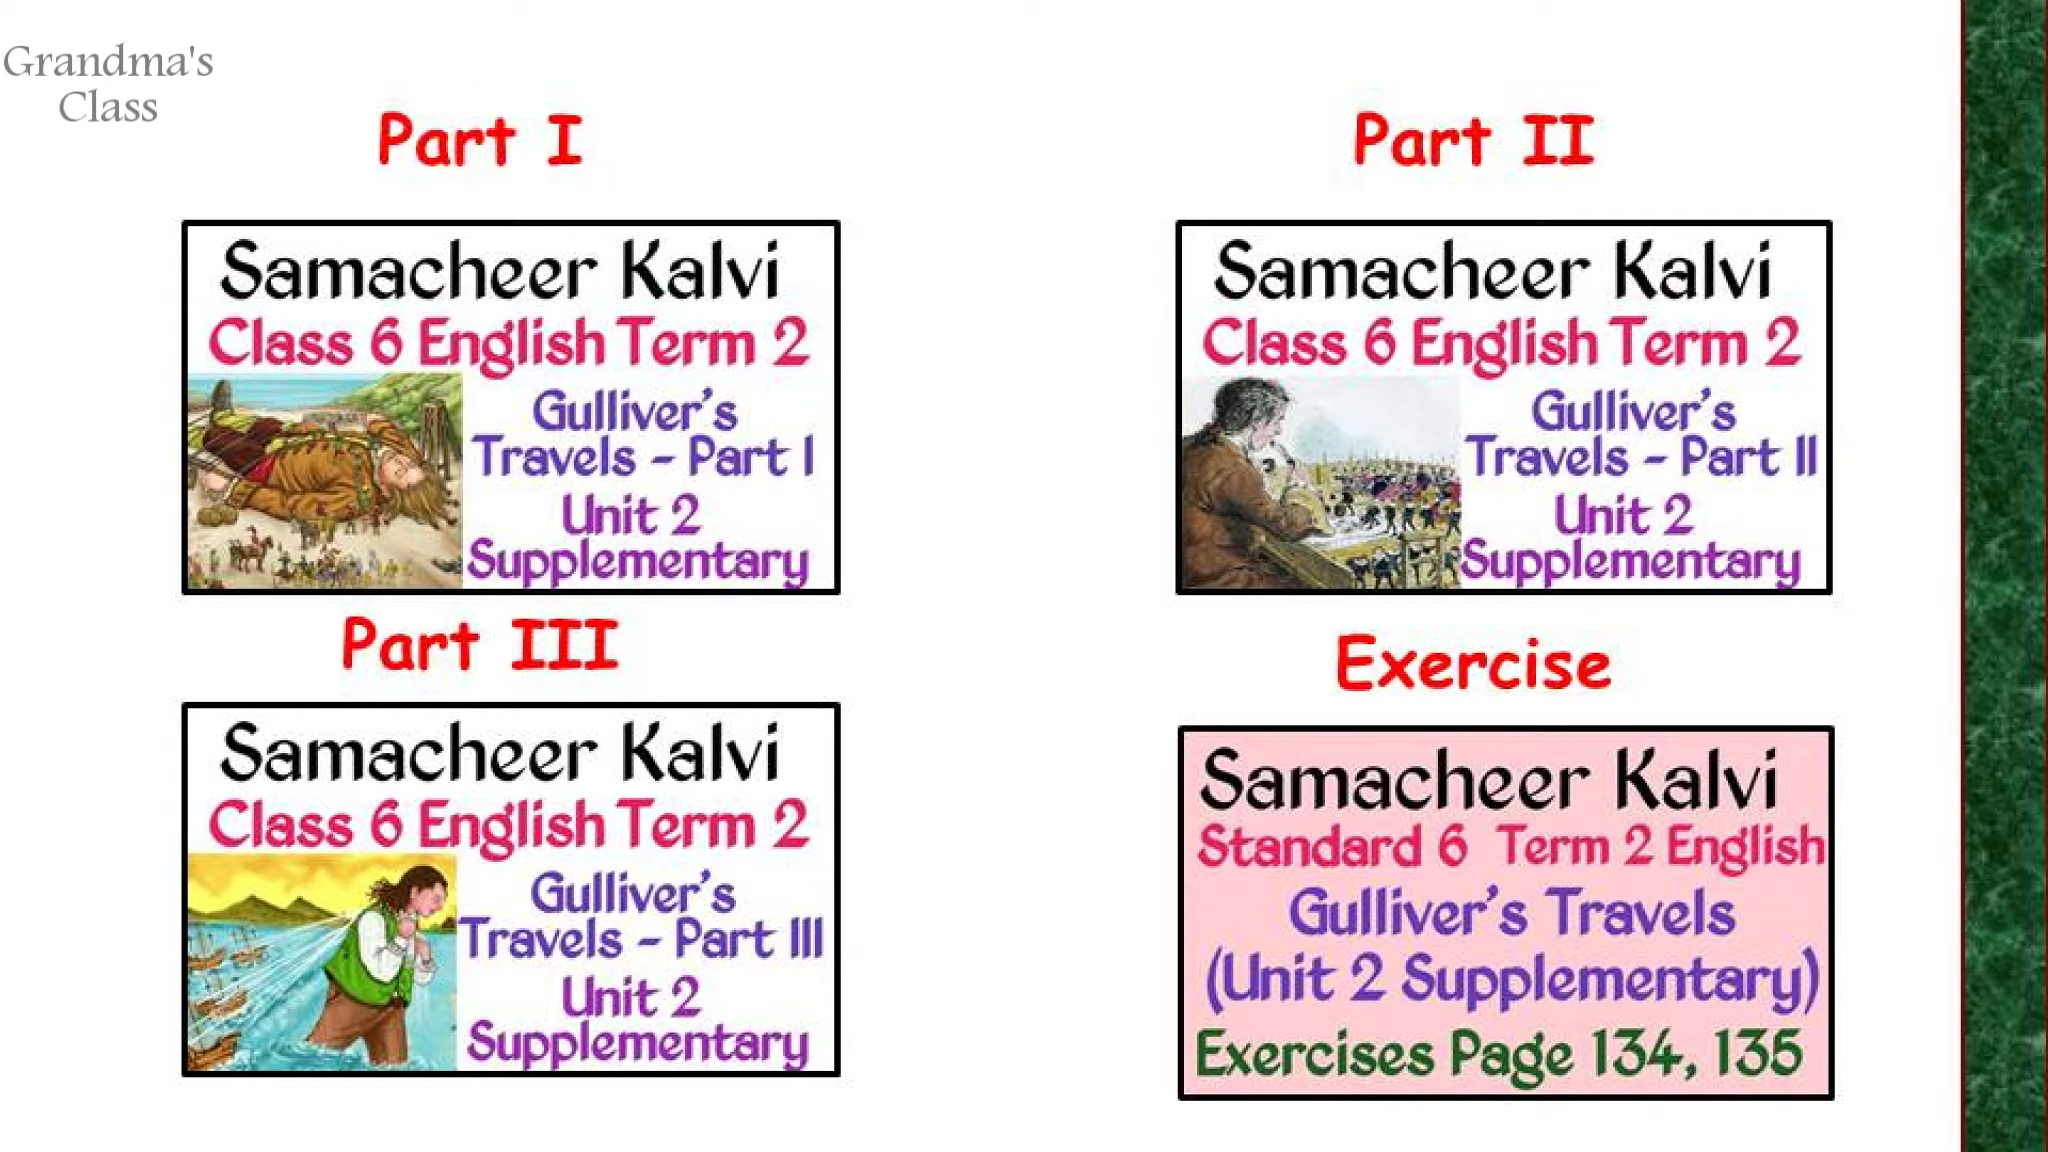 Grandma's
Class
Part I
Samacheer Kalvi
Class 6 English Term 2
Gulliver's
Travels - Part I
Unit 2
Supplementary
Part II
Samacheer Kalvi
Class 6 English Term 2
Gulliver's
Travels - Part II
Unit 2
Supplementary
Part III
Samacheer Kalvi
Class 6 English Term 2
Gulliver's
Travels - Part III
Unit 2
Supplementary
Exercise
Samacheer Kalvi
Standard 6 Term 2 English
Gulliver's Travels
(Unit 2 Supplementary)
Exercises Page 134, 135